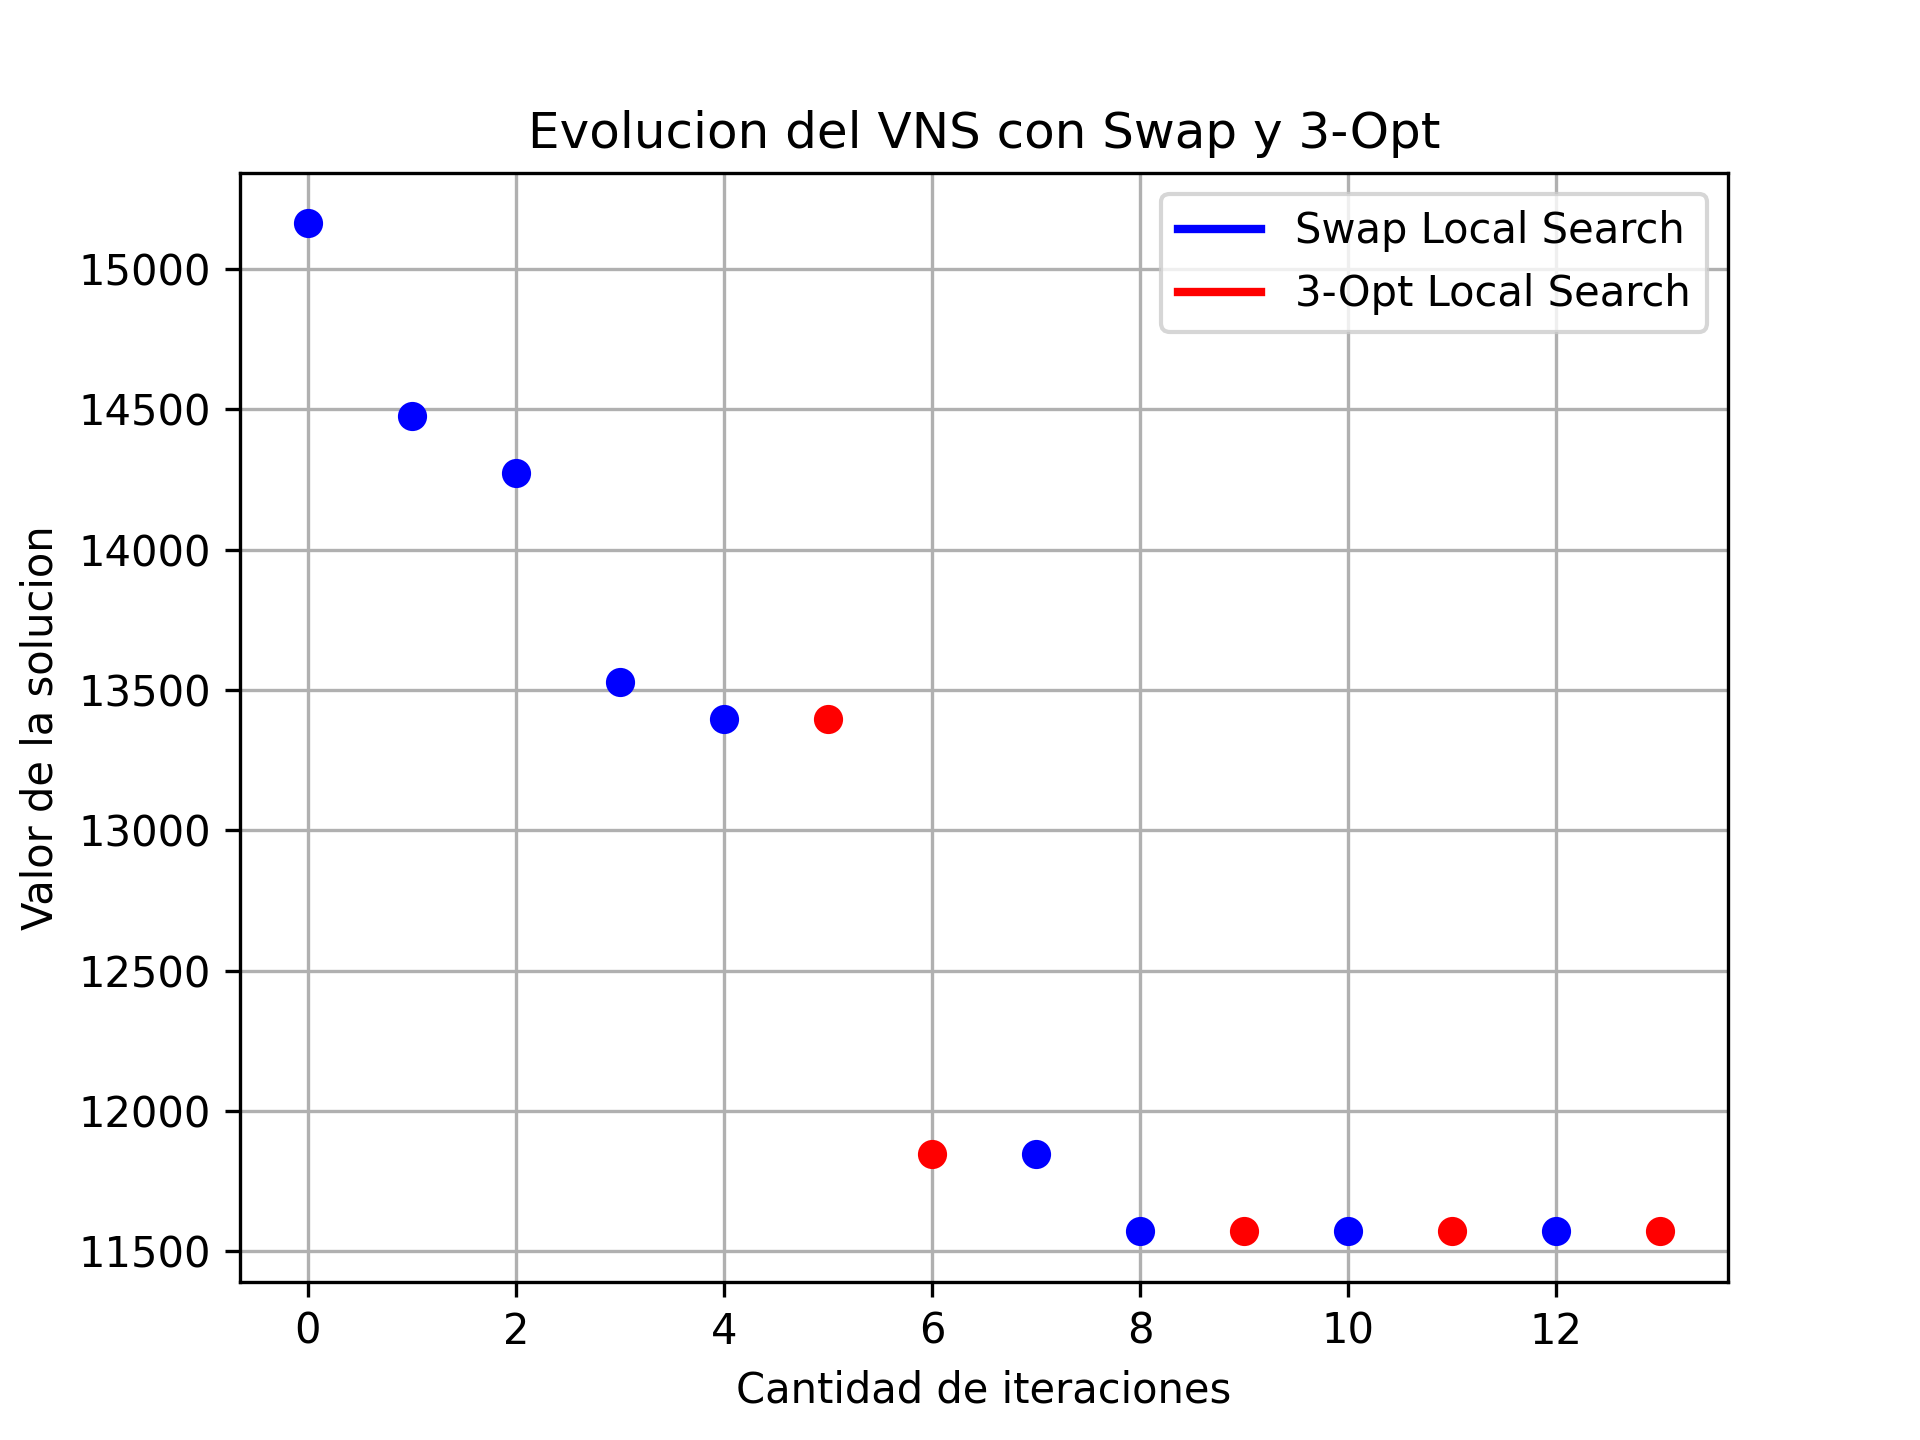 Evolucion del VNS con Swap y 3-Opt
Swap Local Search
3-Opt Local Search
Valor de la solucion
15000
14500
14000
13500
13000
12500
12000
11500
0 2 4 6 8 10 12
Cantidad de iteraciones